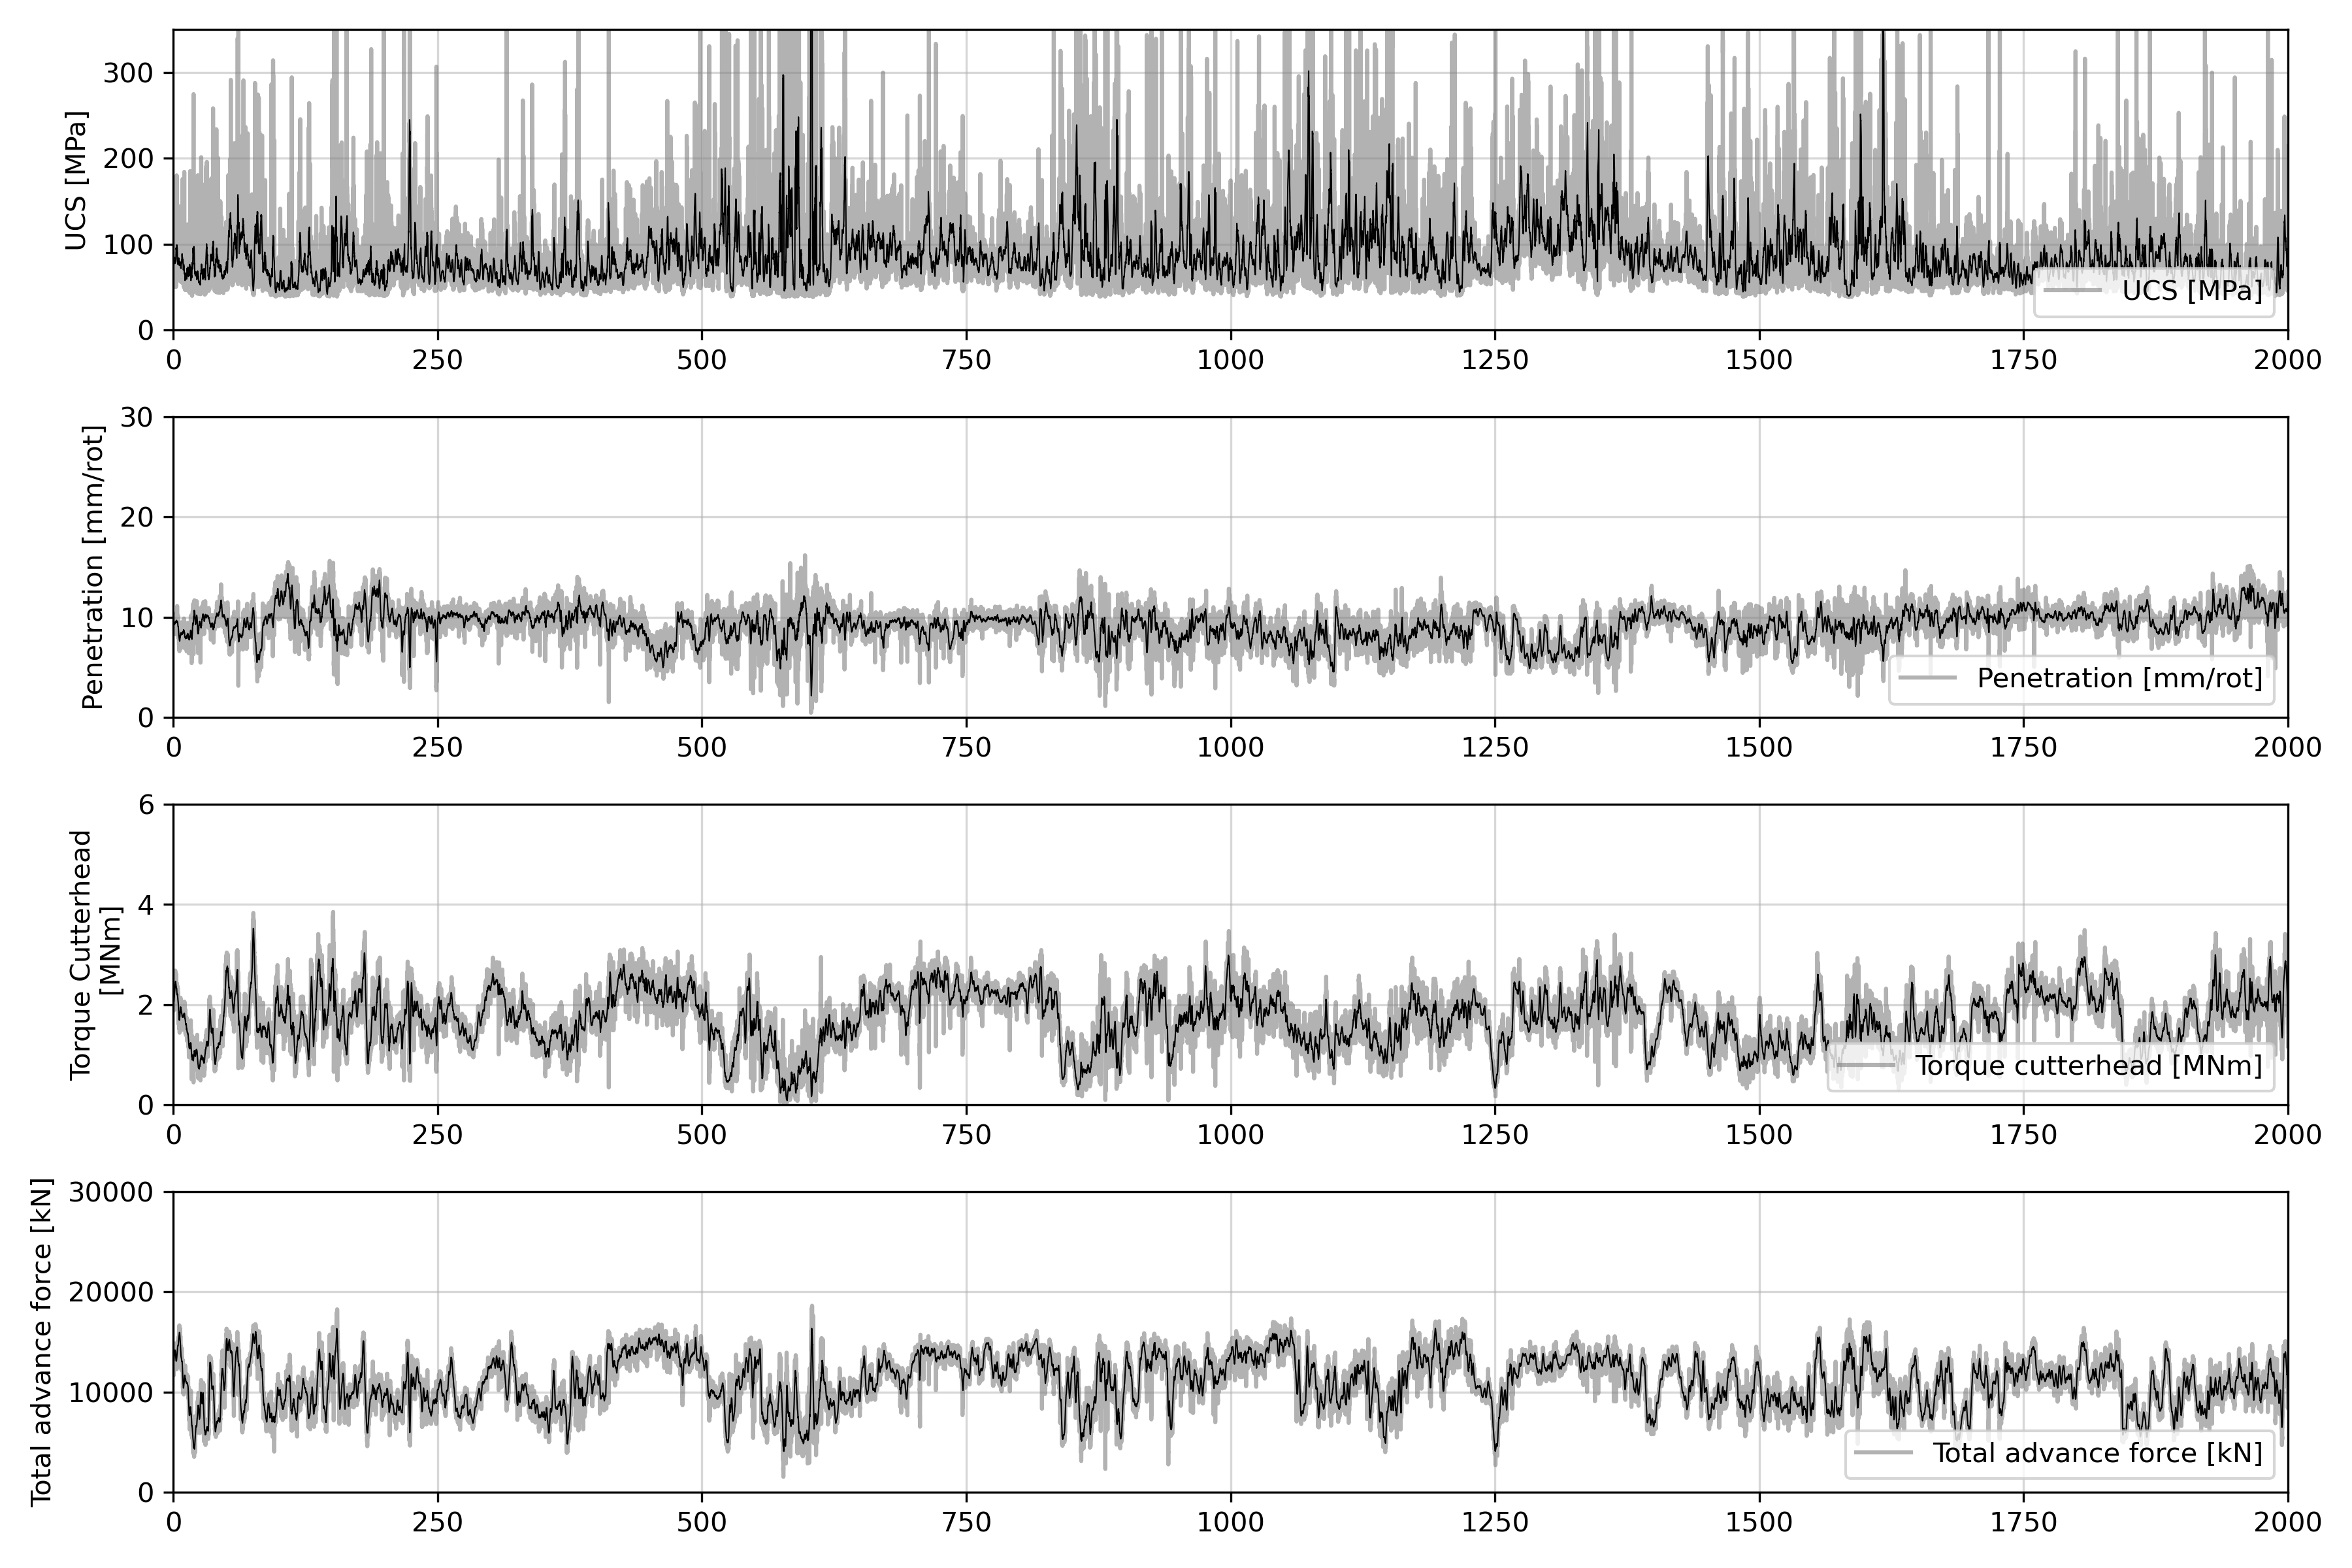 UCS [MPa]
300
200
100
0
UCS [MPa]
0 250 500 750 1000 1250 1500 1750 2000
Penetration [mm/rot]
30
20
10
0
Penetration [mm/rot]
0 250 500 750 1000 1250 1500 1750 2000
Torque Cutterhead
[MNm]
6
4
2
0
Torque cutterhead [MNm]
0 250 500 750 1000 1250 1500 1750 2000
Total advance force [kN]
30000
20000
10000
0
Total advance force [kN]
0 250 500 750 1000 1250 1500 1750 2000